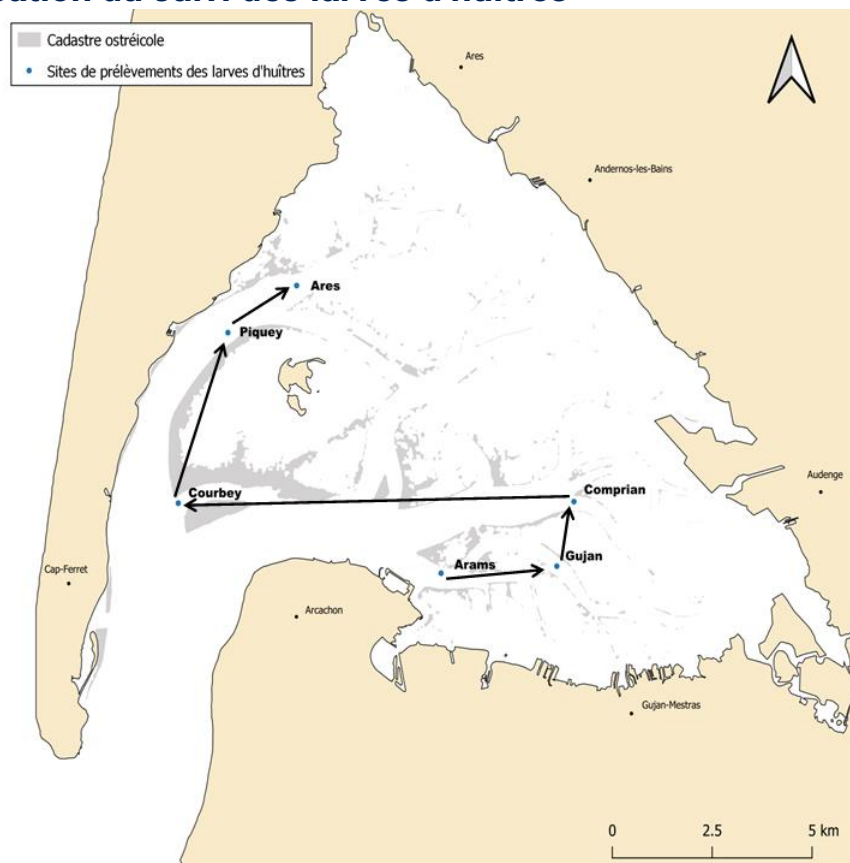 Cadastre ostréicole
Sites de prélèvements des larves d'huîtres
Ares
Andernos-les-Bains
Ares
Piquey
Audenge
Courbey
Comprian
Cap-Ferret
Arams
Gujan
Arcachon
Gujan-Mestras
0 2.5 5 km